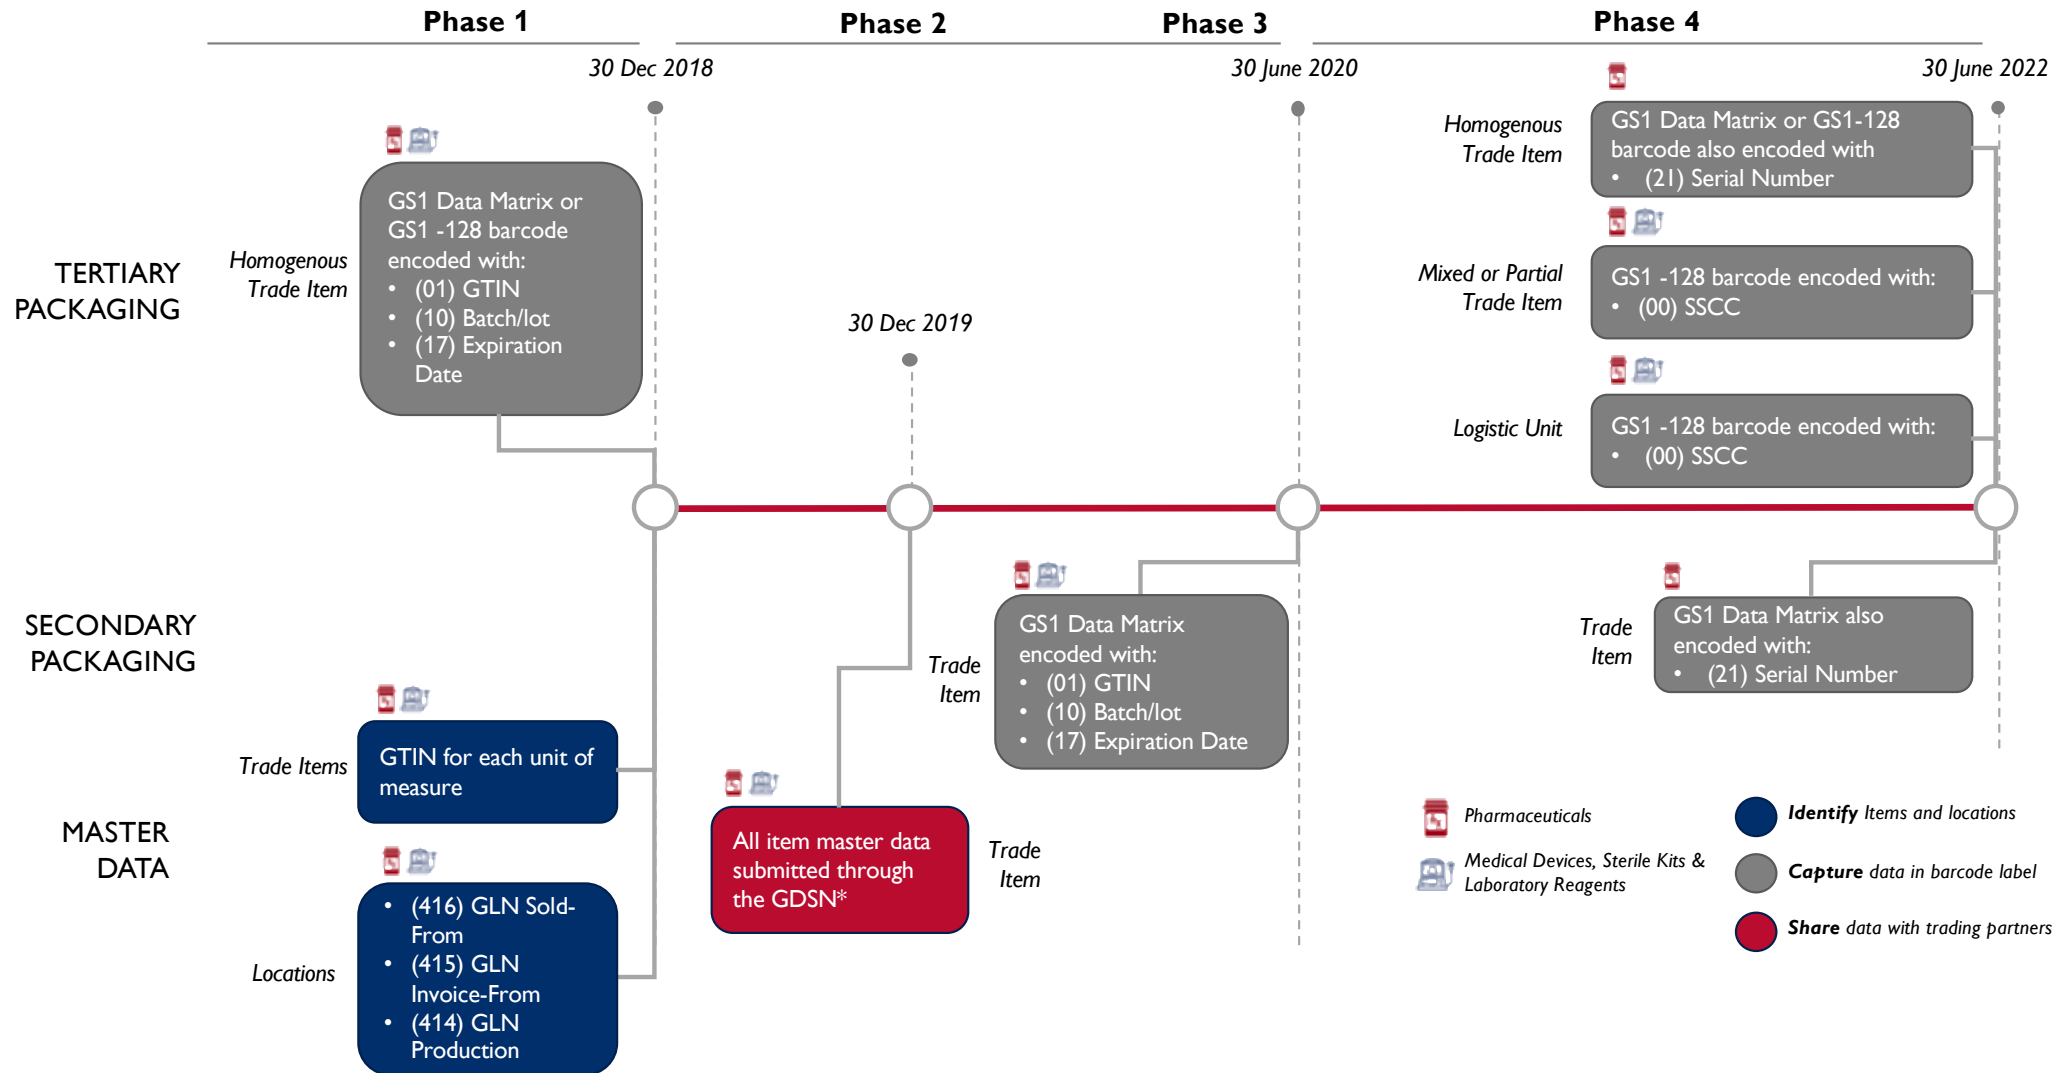 Phase 1
Phase 2
Phase 3
Phase 4
30 Dec 2018
30 June 2020
30 June 2022
TERTIARY
PACKAGING
Homogenous
Trade Item
GS1 Data Matrix or
GS1 -128 barcode
encoded with:
• (01) GTIN
• (10) Batch/lot
• (17) Expiration
Date
30 Dec 2019
Homogenous
Trade Item
GS1 Data Matrix or GS1-128
barcode also encoded with
• (21) Serial Number
Mixed or Partial
Trade Item
GS1 -128 barcode encoded with:
• (00) SSCC
Logistic Unit
GS1 -128 barcode encoded with:
• (00) SSCC
SECONDARY
PACKAGING
Trade
Item
GS1 Data Matrix
encoded with:
• (01) GTIN
• (10) Batch/lot
• (17) Expiration Date
Trade
Item
GS1 Data Matrix also
encoded with:
• (21) Serial Number
MASTER
DATA
Trade Items
GTIN for each unit of
measure
Locations
• (416) GLN Sold-
From
• (415) GLN
Invoice-From
• (414) GLN
Production
All item master data
submitted through
the GDSN*
Trade
Item
Pharmaceuticals
Medical Devices, Sterile Kits &
Laboratory Reagents
Identify Items and locations
Capture data in barcode label
Share data with trading partners